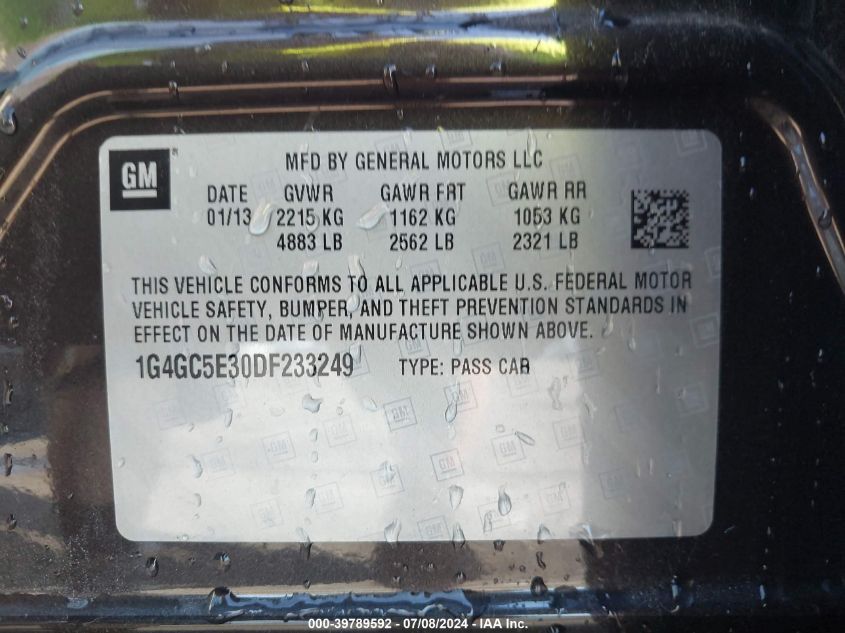 GM ®
MFD BY GENERAL MOTORS LLC
DATE GVWR GAWR FRT GAWR RR
01/13 2215 KG 1162 KG 1053 KG
4883 LB 2562 LB 2321 LB
THIS VEHICLE CONFORMS TO ALL APPLICABLE U.S. FEDERAL MOTOR
VEHICLE SAFETY, BUMPER, AND THEFT PREVENTION STANDARDS IN
EFFECT ON THE DATE OF MANUFACTURE SHOWN ABOVE.
1G4GC5E30DF233249 TYPE: PASS CAR
000-39789592 - 07/08/2024 - IAA Inc.